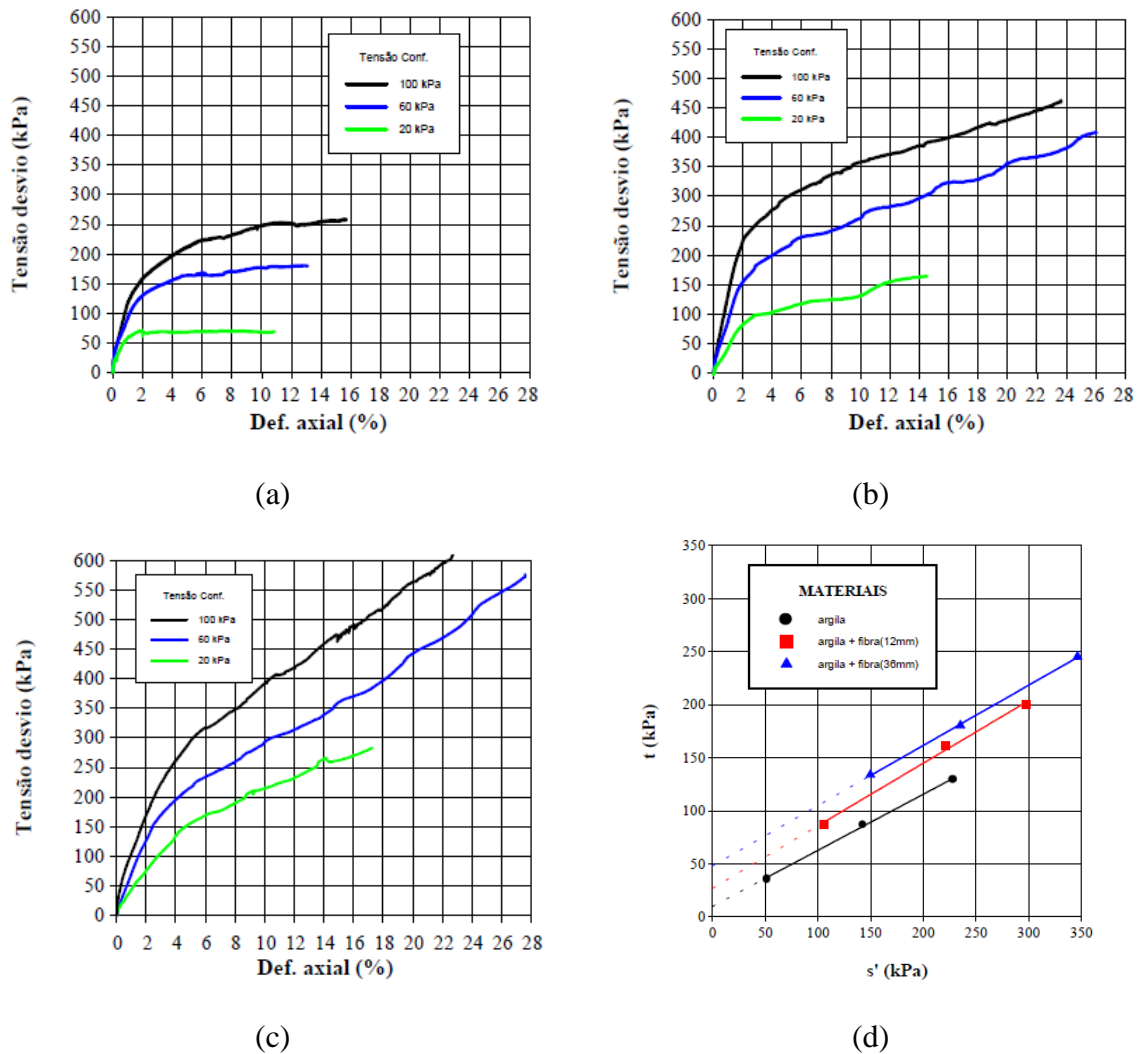 600
550
500
450
400
350
300
250
200
150
100
50
0
Tensão desvio (kPa)
Tensão Conf.
100 kPa
60 kPa
20 kPa
0 2 4 6 8 10 12 14 16 18 20 22 24 26 28
Def. axial (%)
(a)
600
550
500
450
400
350
300
250
200
150
100
50
0
Tensão desvio (kPa)
Tensão Conf.
100 kPa
60 kPa
20 kPa
0 2 4 6 8 10 12 14 16 18 20 22 24 26 28
Def. axial (%)
(b)
600
550
500
450
400
350
300
250
200
150
100
50
0
Tensão desvio (kPa)
Tensão Conf.
100 kPa
60 kPa
20 kPa
0 2 4 6 8 10 12 14 16 18 20 22 24 26 28
Def. axial (%)
(c)
350
300
250
200
150
100
50
0
t (kPa)
MATERIAIS
argila
argila + fibra(12mm)
argila + fibra(36mm)
0 50 100 150 200 250 300 350
s' (kPa)
(d)